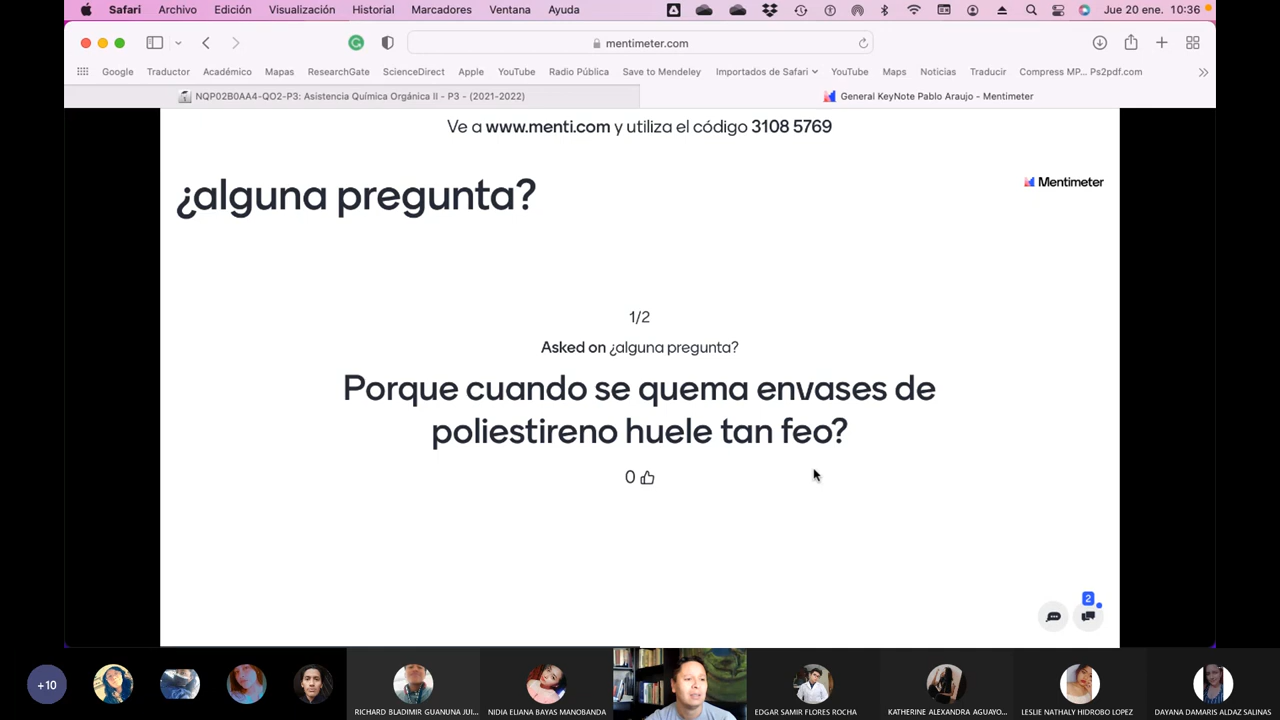 Safari Archivo Edición Visualización Historial Marcadores Ventana Ayuda Jue 20 ene. 10:36
mentimeter.com
Google Traductor Académico Mapas ResearchGate ScienceDirect Apple YouTube Radio Pública Save to Mendeley Importados de Safari YouTube Maps Noticias Traducir Compress MP... Ps2pdf.com
NQP02B0AA4-QO2-P3: Asistencia Química Orgánica II - P3 - (2021-2022) General KeyNote Pablo Araujo - Mentimeter
Ve a www.menti.com y utiliza el código 3108 5769
Mentimeter
¿alguna pregunta?
1/2
Asked on ¿alguna pregunta?
Porque cuando se quema envases de
poliestireno huele tan feo?
0
2
+10
RICHARD BLADIMIR GUANUNA JUI... NIDIA ELIANA BAYAS MANOBANDA EDGAR SAMIR FLORES ROCHA KATHERINE ALEXANDRA AGUAYO... LESLIE NATHALY HIDROBO LOPEZ DAYANA DAMARIS ALDAZ SALINAS